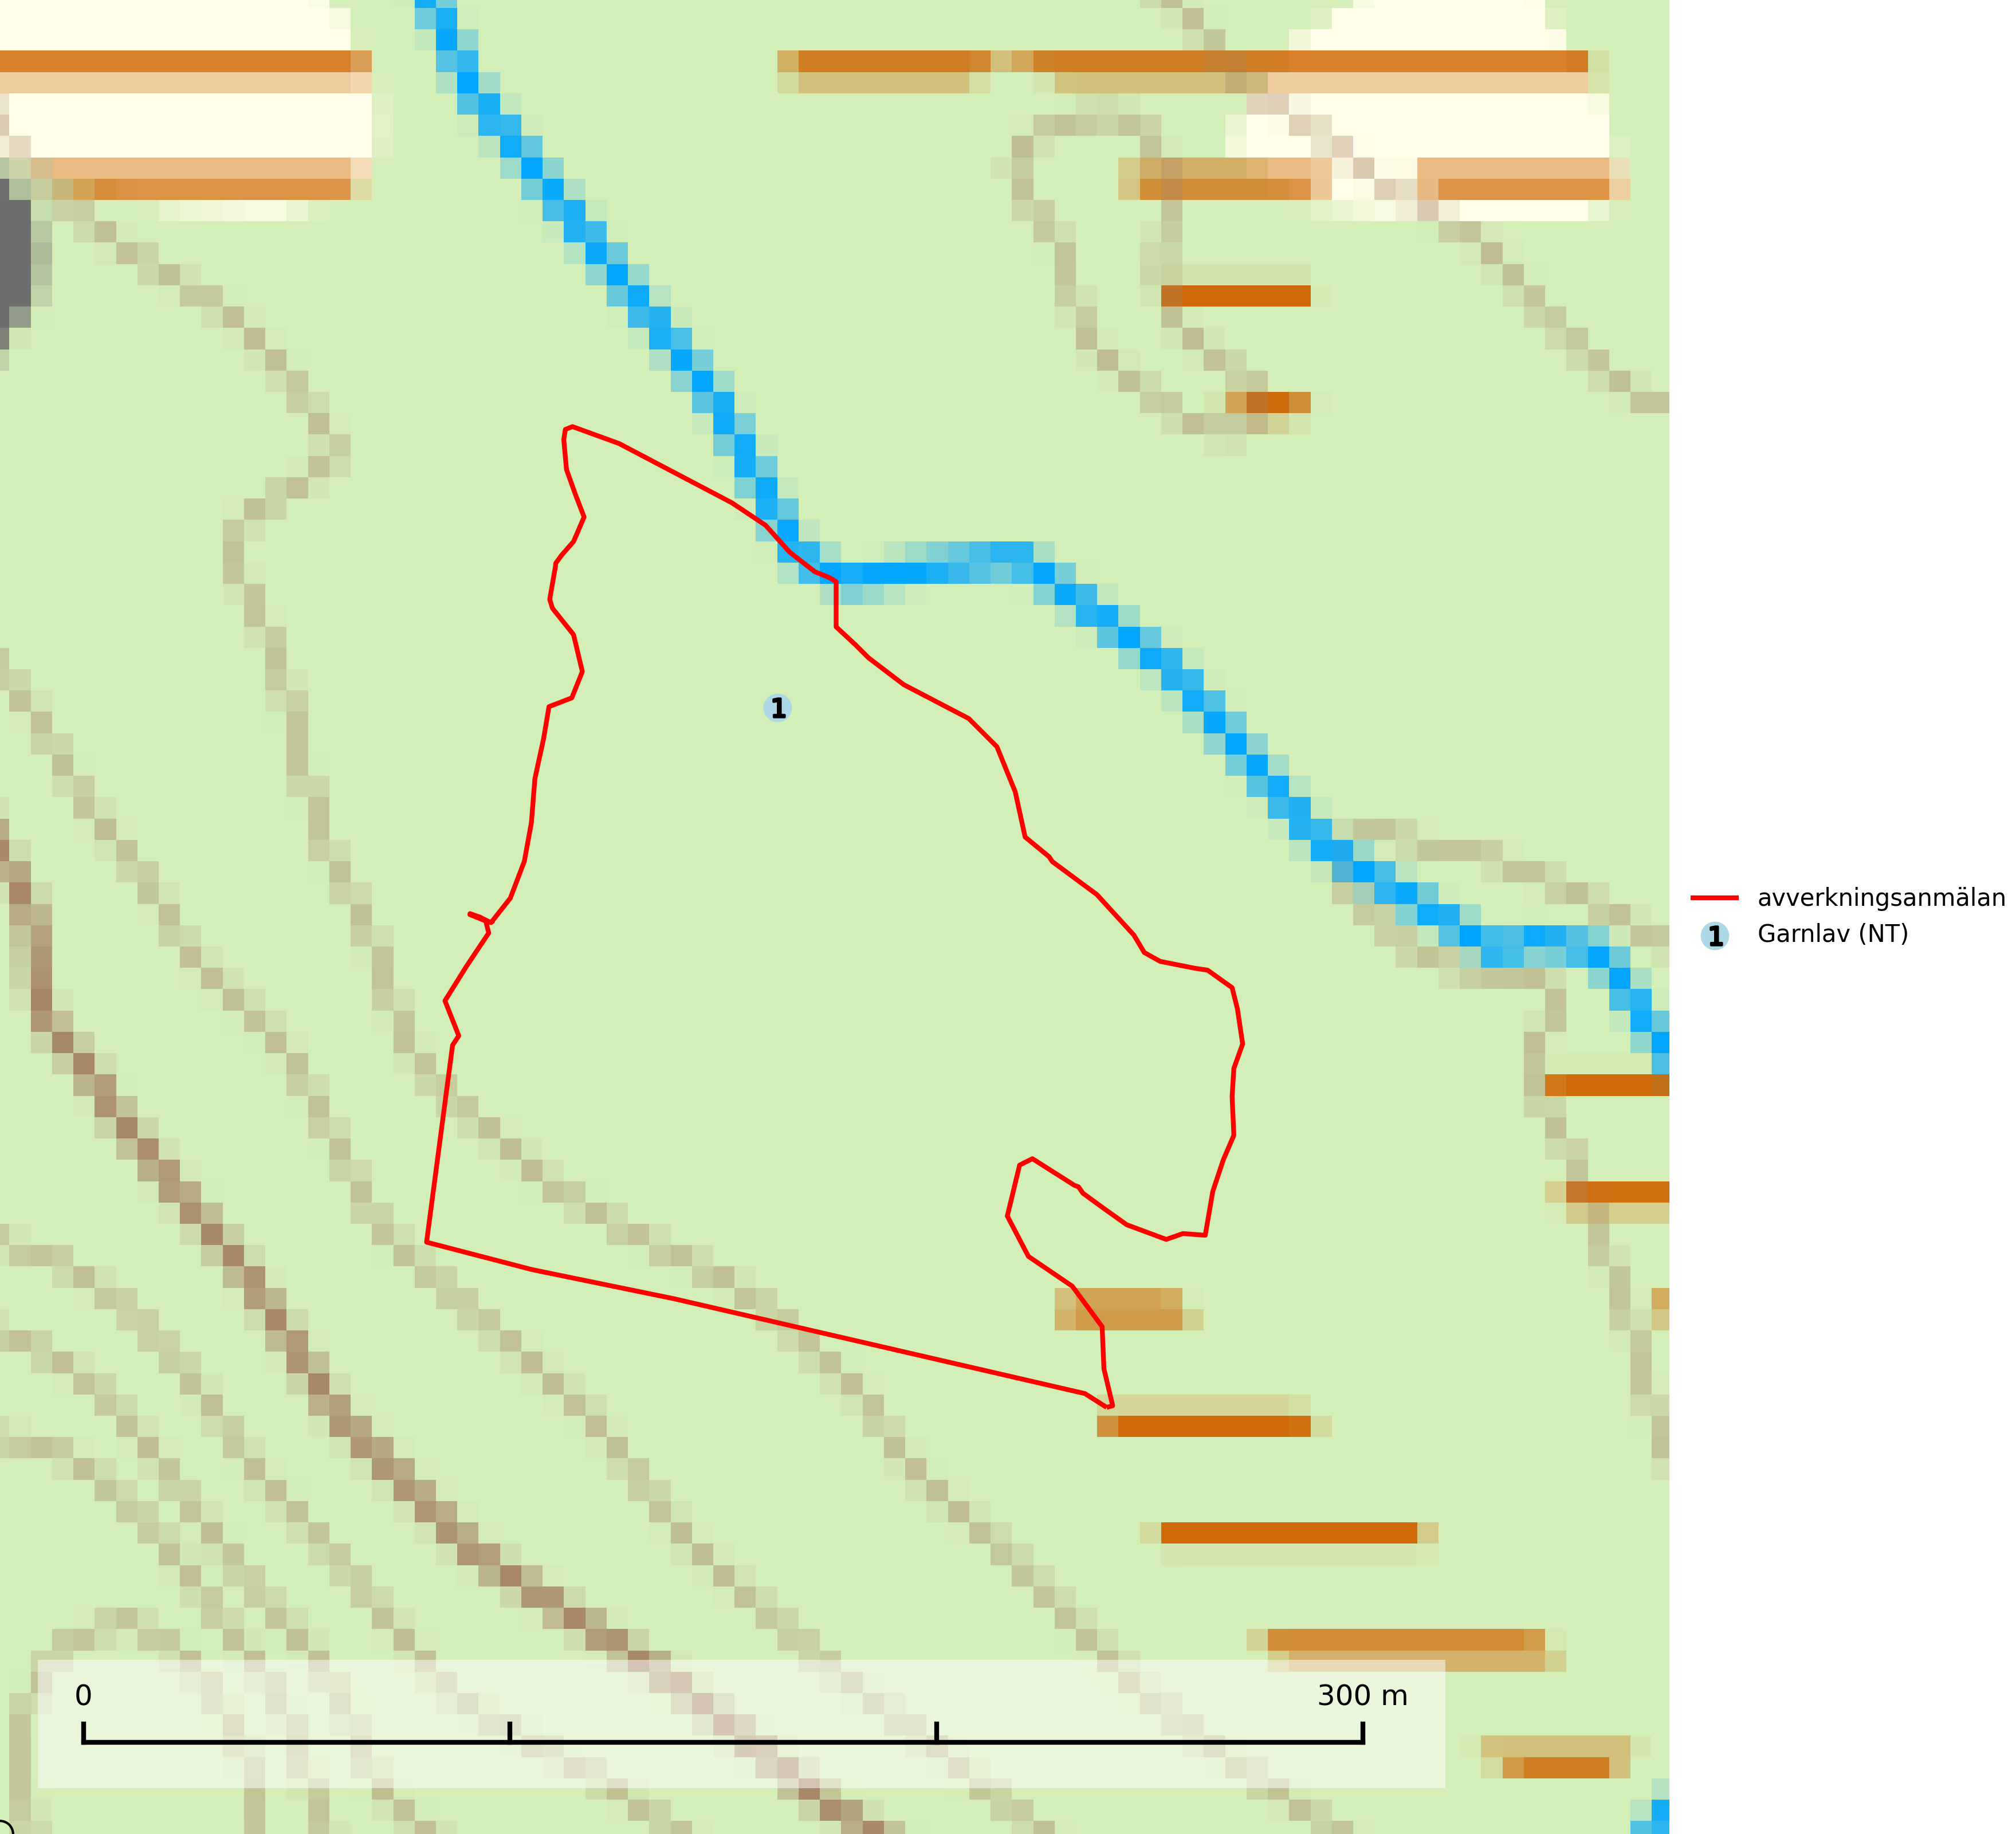 1
avverkningsanmälan
1 Garnlav (NT)
0 300 m